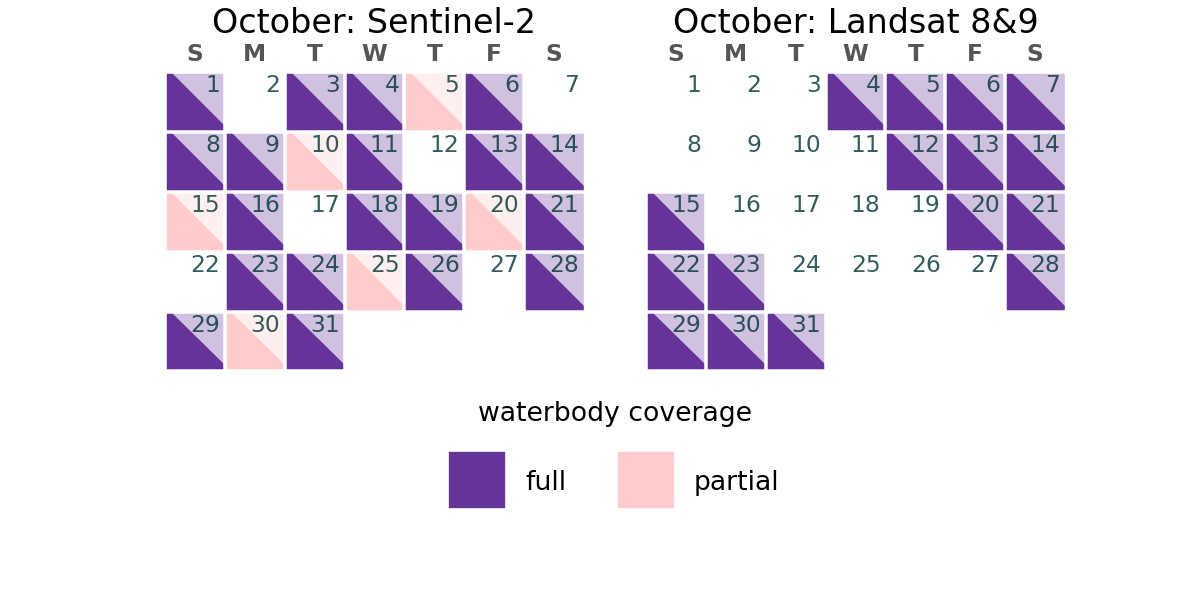 October: Sentinel-2
S M T W T F S
1 2 3 4 5 6 7
8 9 10 11 12 13 14
15 16 17 18 19 20 21
22 23 24 25 26 27 28
29 30 31
October: Landsat 8&9
S M T W T F S
1 2 3 4 5 6 7
8 9 10 11 12 13 14
15 16 17 18 19 20 21
22 23 24 25 26 27 28
29 30 31
waterbody coverage
full partial